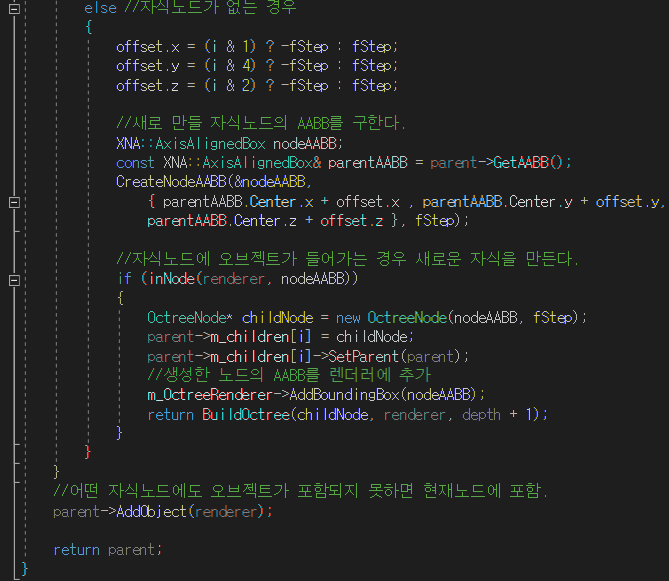 else //자식노드가 없는 경우
{
offset.x = (i & 1) ? -fStep : fStep;
offset.y = (i & 4) ? -fStep : fStep;
offset.z = (i & 2) ? -fStep : fStep;
//새로 만들 자식노드의 AABB를 구한다.
XNA::AxisAlignedBox nodeAABB;
const XNA::AxisAlignedBox& parentAABB = parent->GetAABB();
CreateNodeAABB(&nodeAABB,
{ parentAABB.Center.x + offset.x , parentAABB.Center.y + offset.y,
parentAABB.Center.z + offset.z }, fStep);
//자식노드에 오브젝트가 들어가는 경우 새로운 자식을 만든다.
if (inNode(renderer, nodeAABB))
{
OctreeNode* childNode = new OctreeNode(nodeAABB, fStep);
parent->m_children[i] = childNode;
parent->m_children[i]->SetParent(parent);
//생성한 노드의 AABB를 렌더러에 추가
m_OctreeRenderer->AddBoundingBox(nodeAABB);
return BuildOctree(childNode, renderer, depth + 1);
}
}
}
//어떤 자식노드에도 오브젝트가 포함되지 못하면 현재노드에 포함.
parent->AddObject(renderer);
return parent;
}